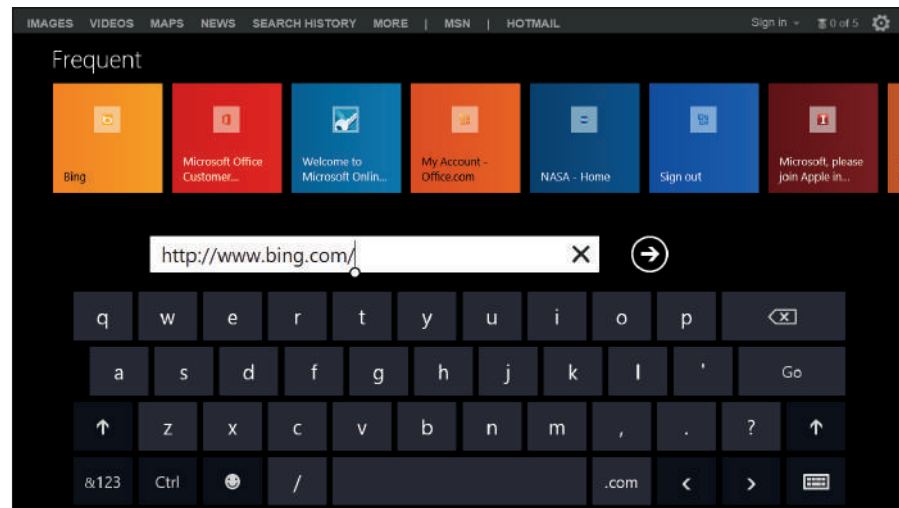 IMAGES VIDEOS MAPS NEWS SEARCH HISTORY MORE | MSN | HOTMAIL Sign in 0 of 5
Frequent
Bing
Microsoft Office
Customer...
Welcome to
Microsoft Onlin...
My Account -
Office.com
NASA - Home
Sign out
Microsoft, please
join Apple in...
http://www.bing.com/
q w e r t y u i o p
a s d f g h j k l ' Go
z x c v b n m , . ?
&123 Ctrl / .com < >